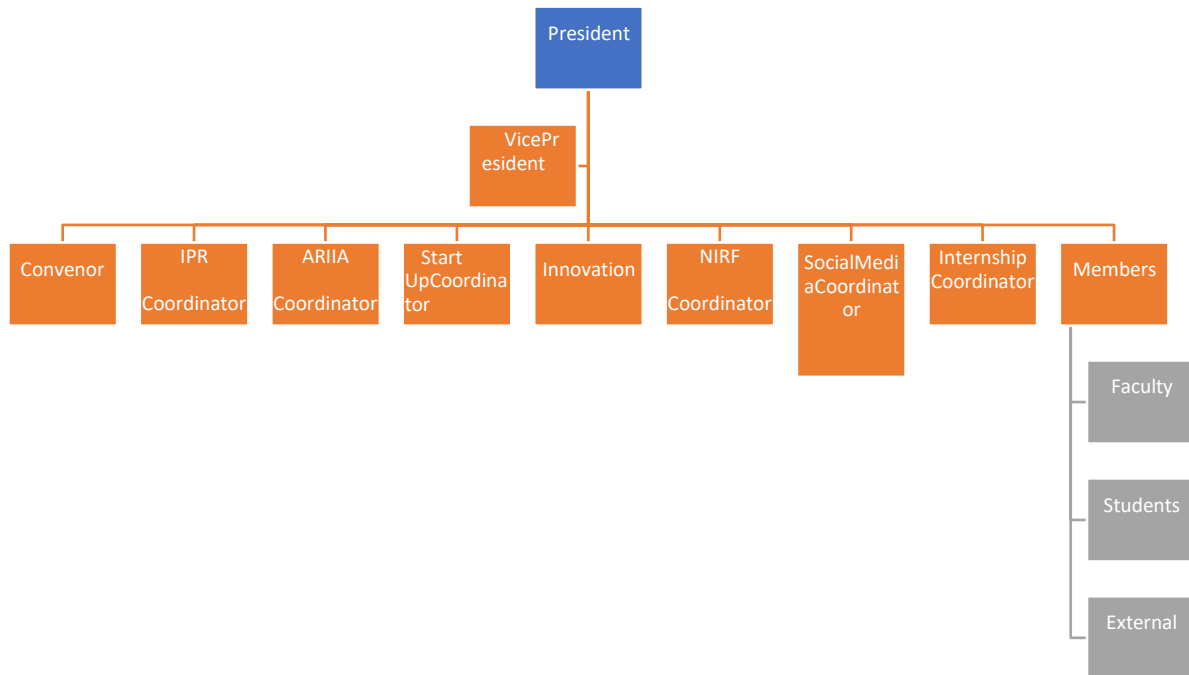 President
VicePr
esident
Convenor
IPR
Coordinator
ARIIA
Coordinator
Start
UpCoordina
tor
Innovation
NIRF
Coordinator
SocialMedi
aCoordinat
or
Internship
Coordinator
Members
Faculty
Students
External